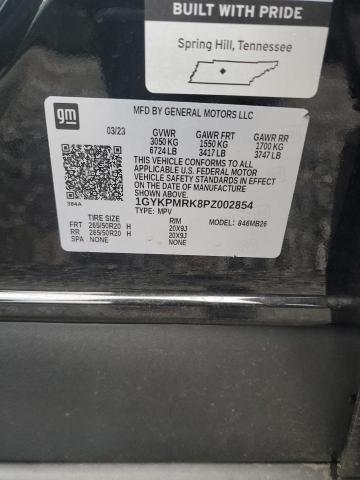 BUILT WITH PRIDE
Spring Hill, Tennessee
gm
MFD BY GENERAL MOTORS LLC
03/23 GVWR GAWR FRT GAWR RR
3050 KG 1550 KG 1700 KG
6724 LB 3417 LB 3747 LB
THIS VEHICLE CONFORMS TO ALL
APPLICABLE U.S. FEDERAL MOTOR
VEHICLE SAFETY STANDARDS IN EFFECT
ON THE DATE OF MANUFACTURE
SHOWN ABOVE.
1GYKPMRK8PZ002854
384A TYPE: MPV MODEL: 846MB26
TIRE SIZE RIM
FRT 265/50R20 H 20X9J
RR 265/50R20 H 20X9J
SPA NONE NONE